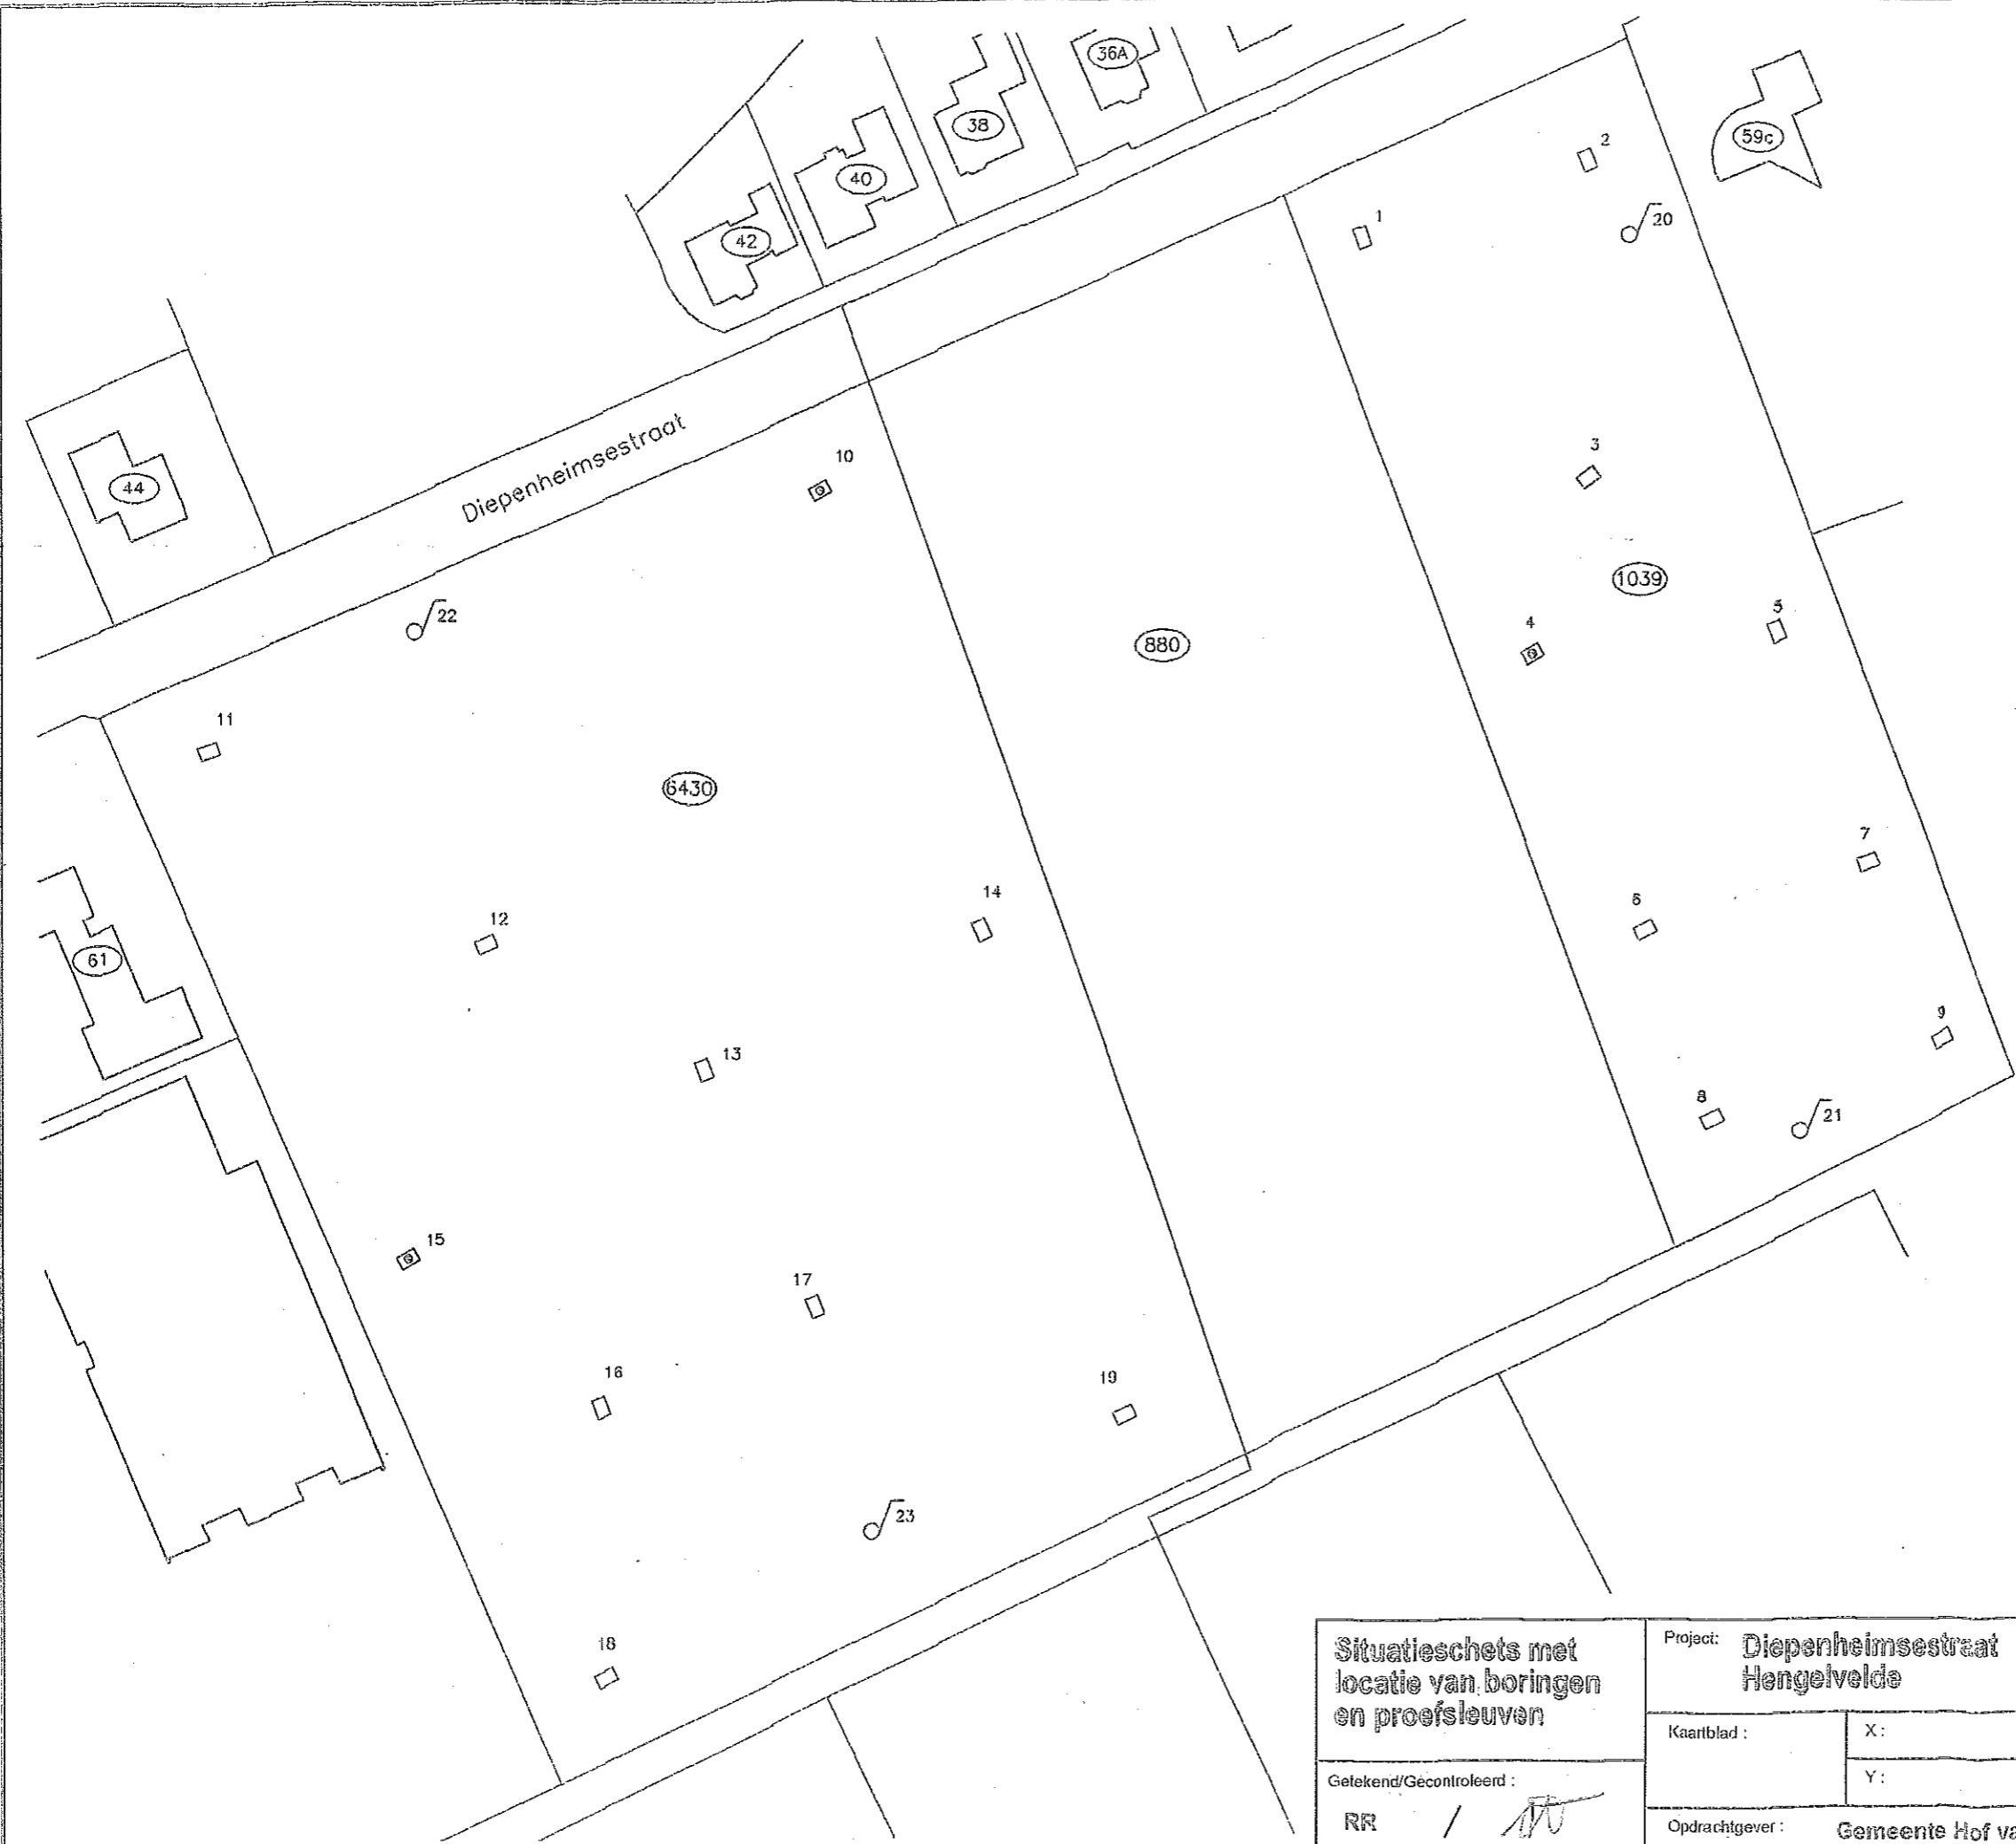 36A
38
59c
2
40
1
20
42
Diepenheimsestraat
10
3
44
1039
22
5
4
880
11
6430
7
14
6
12
61
9
13
8
21
15
17
16
19
23
18
Situatieschets met
locatie van boringen
en proefsleuven
Getekend/Gecontroleerd :
RR /
Project: Diepenheimsestraat
Hengelvelde
Kaartblad :
X :
Y :
Opdrachtgever : Gemeente Hof va